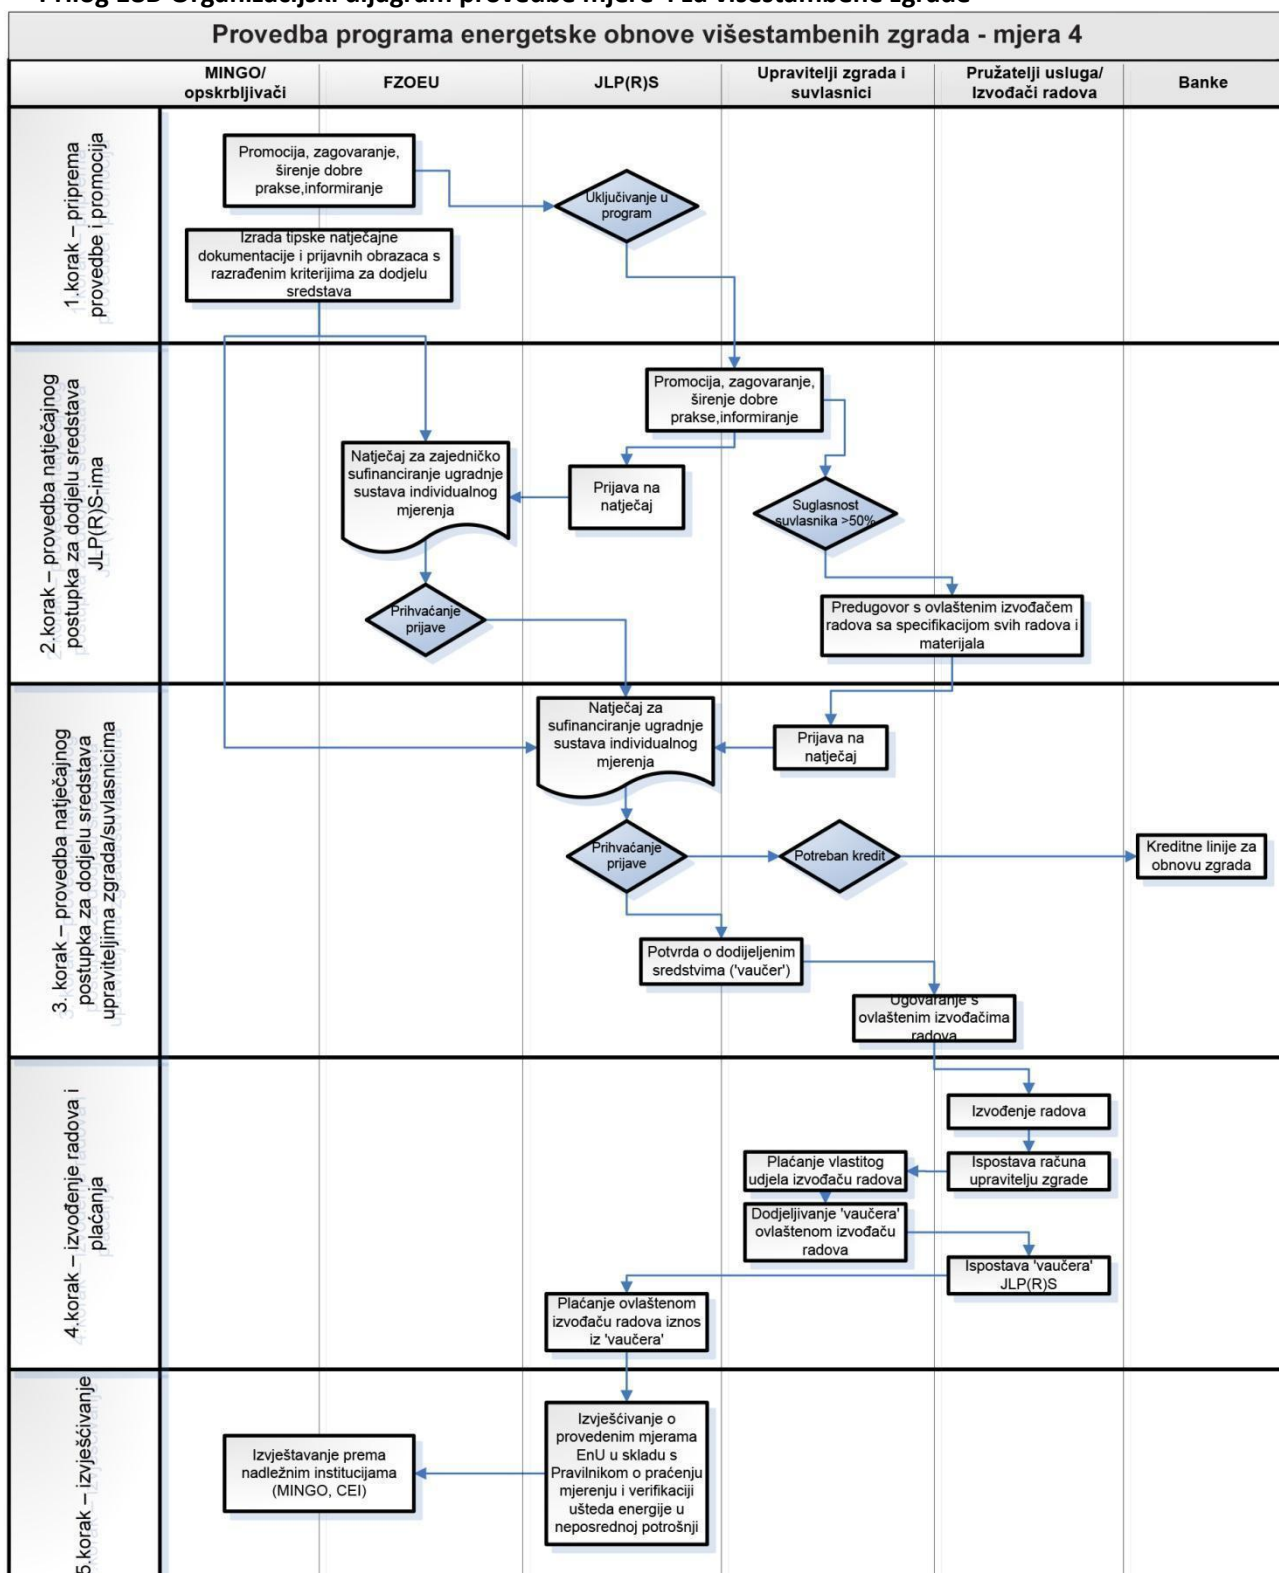 Provedba programa energetske obnove višestambenih zgrada - mjera 4
MINGO/
opskrbljivači
FZOEU
JLP(R)S
Upravitelji zgrada i
suvlasnici
Pružatelji usluga/
Izvođači radova
Banke
1.korak – priprema
provedbe i promocija
Promocija, zagovaranje,
širenje dobre
prakse,informiranje
Uključivanje u
program
Izrada tipske natječajne
dokumentacije i prijavnih obrazaca s
razrađenim kriterijima za dodjelu
sredstava
2.korak – provedba natječajnog
postupka za dodjelu sredstava
JLP(R)S-ima
Promocija, zagovaranje,
širenje dobre
prakse,informiranje
Natječaj za zajedničko
sufinanciranje ugradnje
sustava individualnog
mjerenja
Prijava na
natječaj
Suglasnost
suvlasnika >50%
Prihvaćanje
prijave
Predugovor s ovlaštenim izvođačem
radova sa specifikacijom svih radova i
materijala
3. korak – provedba natječajnog
postupka za dodjelu sredstava
upraviteljima zgrada/suvlasnicima
Natječaj za
sufinanciranje ugradnje
sustava individualnog
mjerenja
Prijava na
natječaj
Prihvaćanje
prijave
Potreban kredit
Kreditne linije za
obnovu zgrada
Potvrda o dodijeljenim
sredstvima ('vaučer')
Ugovaranje s
ovlaštenim izvođačima
radova
4.korak – izvođenje radova i
plaćanja
Izvođenje radova
Ispostava računa
upravitelju zgrade
Plaćanje vlastitog
udjela izvođaču radova
Dodjeljivanje 'vaučera'
ovlaštenom izvođaču
radova
Ispostava 'vaučera'
JLP(R)S
Plaćanje ovlaštenom
izvođaču radova iznos
iz 'vaučera'
5.korak – izvješćivanje
Izvješćivanje o
provedenim mjerama
EnU u skladu s
Pravilnikom o praćenju
mjerenju i verifikaciji
ušteda energije u
neposrednoj potrošnji
Izvještavanje prema
nadležnim institucijama
(MINGO, CEI)